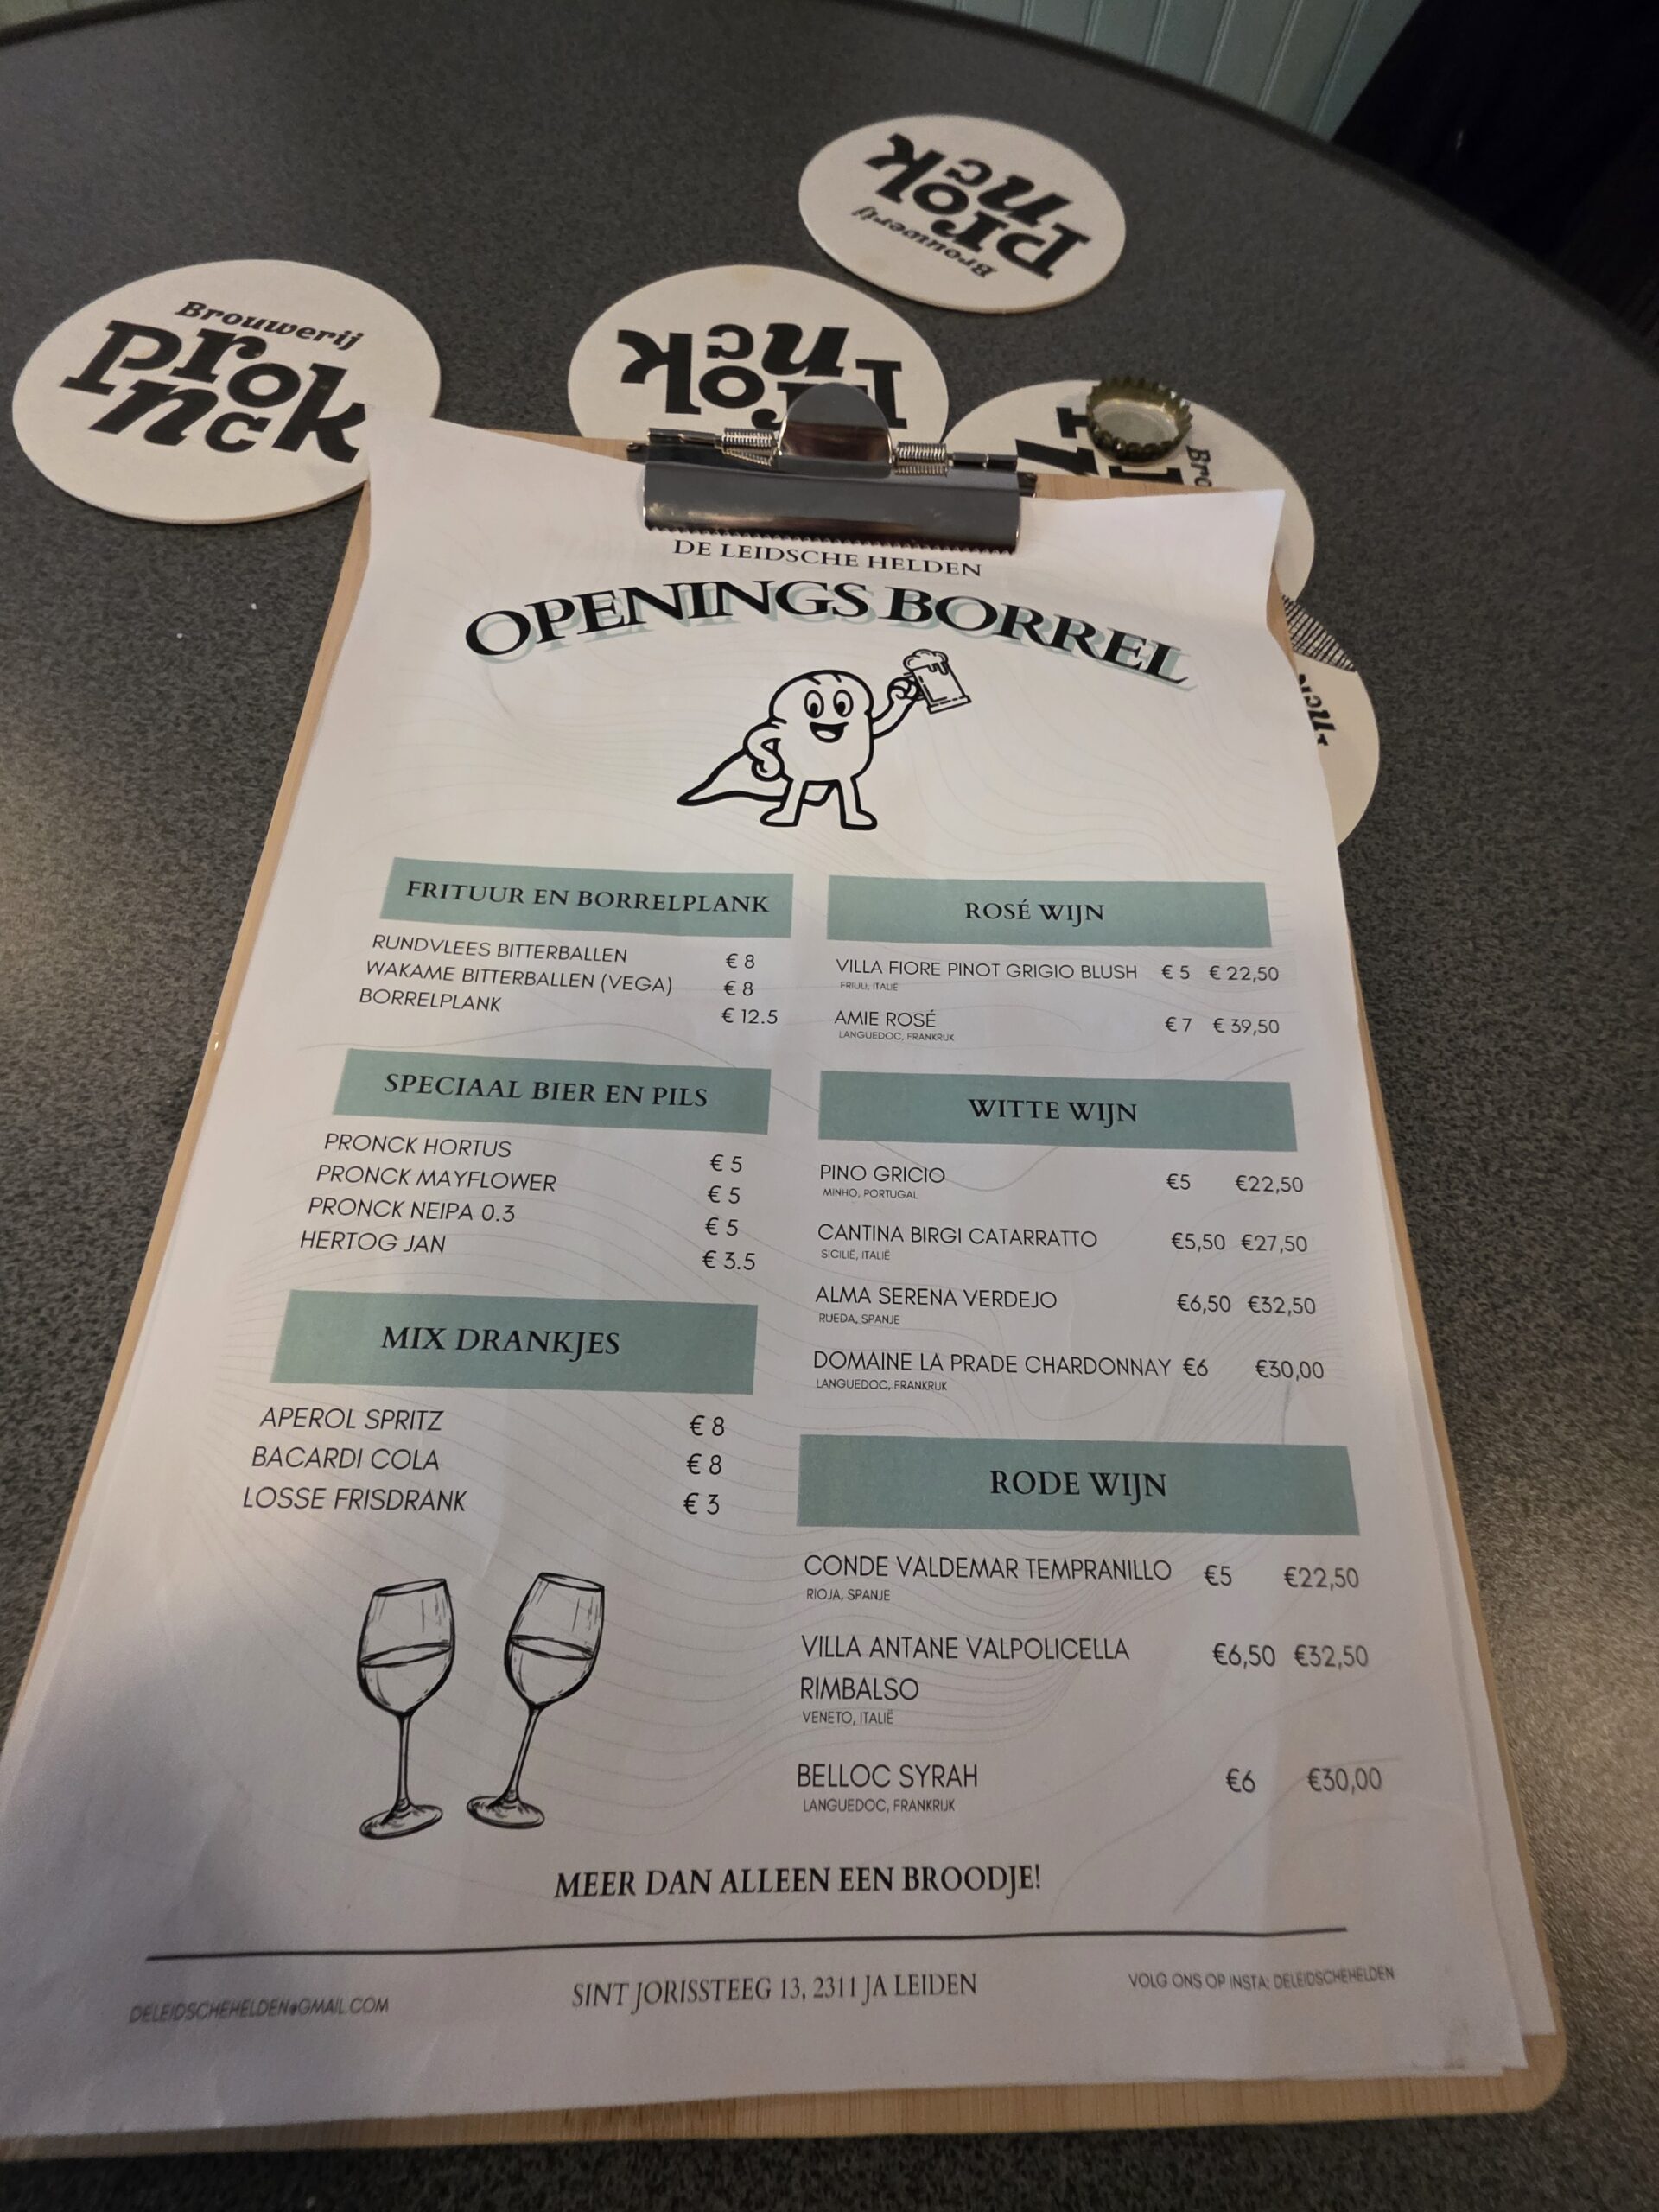 Brouwerij
Pronck
Brouwerij
Pronck
DE LEIDSCHE HELDEN
OPENINGS BORREL
FRITUUR EN BORRELPLANK
RUNDVLEES BITTERBALLEN € 8
WAKAME BITTERBALLEN (VEGA) € 8
BORRELPLANK € 12.5
SPECIAAL BIER EN PILS
PRONCK HORTUS € 5
PRONCK MAYFLOWER € 5
PRONCK NEIPA 0.3 € 5
HERTOG JAN € 3.5
MIX DRANKJES
APEROL SPRITZ € 8
BACARDI COLA € 8
LOSSE FRISDRANK € 3
ROSÉ WIJN
VILLA FIORE PINOT GRIGIO BLUSH € 5 € 22,50
FRIULI, ITALIË
AMIE ROSÉ € 7 € 39,50
LANGUEDOC, FRANKRIJK
WITTE WIJN
PINO GRICIO €5 €22,50
MINHO, PORTUGAL
CANTINA BIRGI CATARRATTO €5,50 €27,50
SICILIË, ITALIË
ALMA SERENA VERDEJO €6,50 €32,50
RUEDA, SPANJE
DOMAINE LA PRADE CHARDONNAY €6 €30,00
LANGUEDOC, FRANKRIJK
RODE WIJN
CONDE VALDEMAR TEMPRANILLO €5 €22,50
RIOJA, SPANJE
VILLA ANTANE VALPOLICELLA €6,50 €32,50
RIMBALSO
VENETO, ITALIË
BELLOC SYRAH €6 €30,00
LANGUEDOC, FRANKRIJK
MEER DAN ALLEEN EEN BROODJE!
DELEIDSCHEHELDEN@GMAIL.COM
SINT JORISSTEEG 13, 2311 JA LEIDEN
VOLG ONS OP INSTA: DELEIDSCHEHELDEN